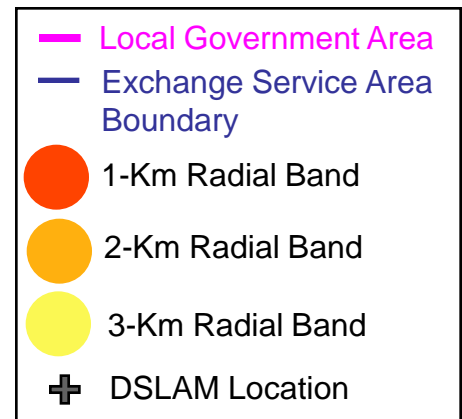 Local Government Area
Exchange Service Area
Boundary
1-Km Radial Band
2-Km Radial Band
3-Km Radial Band
DSLAM Location